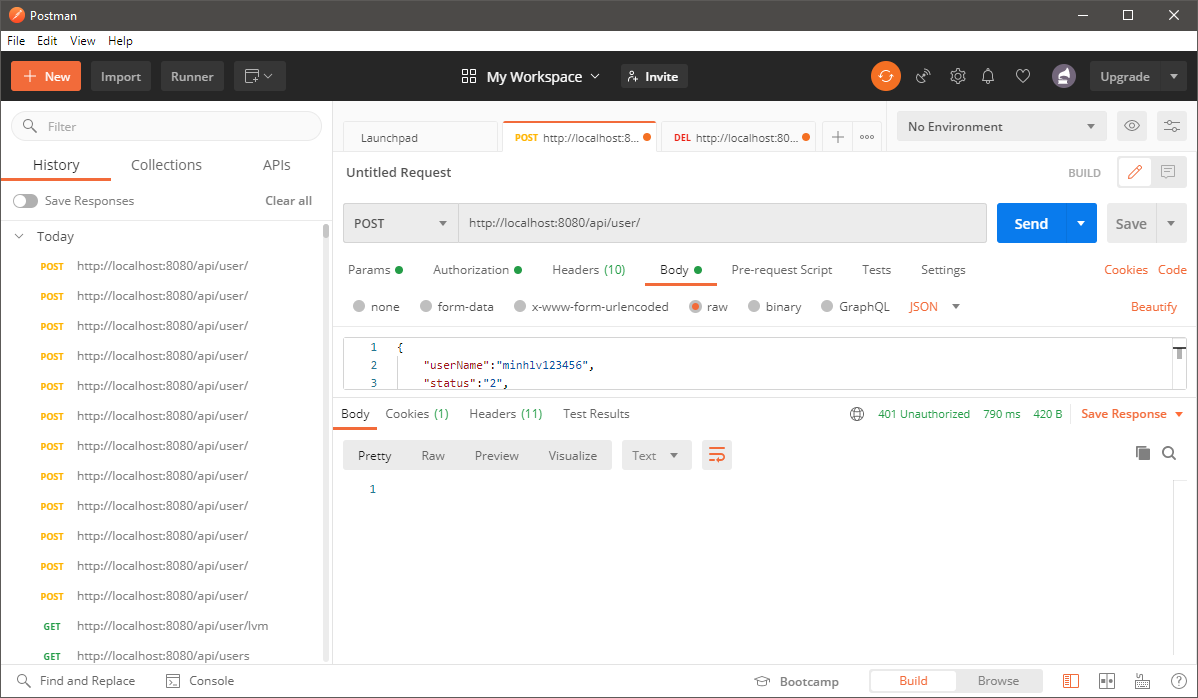 Postman
File Edit View Help
New Import Runner My Workspace Invite Upgrade
Filter
History Collections APIs
Save Responses Clear all
Today
POST http://localhost:8080/api/user/
POST http://localhost:8080/api/user/
POST http://localhost:8080/api/user/
POST http://localhost:8080/api/user/
POST http://localhost:8080/api/user/
POST http://localhost:8080/api/user/
POST http://localhost:8080/api/user/
POST http://localhost:8080/api/user/
POST http://localhost:8080/api/user/
POST http://localhost:8080/api/user/
POST http://localhost:8080/api/user/
POST http://localhost:8080/api/user/
GET http://localhost:8080/api/user/lvm
GET http://localhost:8080/api/users
Launchpad POST http://localhost:8... DEL http://localhost:80... No Environment
Untitled Request BUILD
POST http://localhost:8080/api/user/ Send Save
Params Authorization Headers (10) Body Pre-request Script Tests Settings Cookies Code
none form-data x-www-form-urlencoded raw binary GraphQL JSON Beautify
1 {
2 "userName":"minhlv123456",
3 "status":"2",
Body Cookies (1) Headers (11) Test Results 401 Unauthorized 790 ms 420 B Save Response
Pretty Raw Preview Visualize Text
1
Find and Replace Console Bootcamp Build Browse